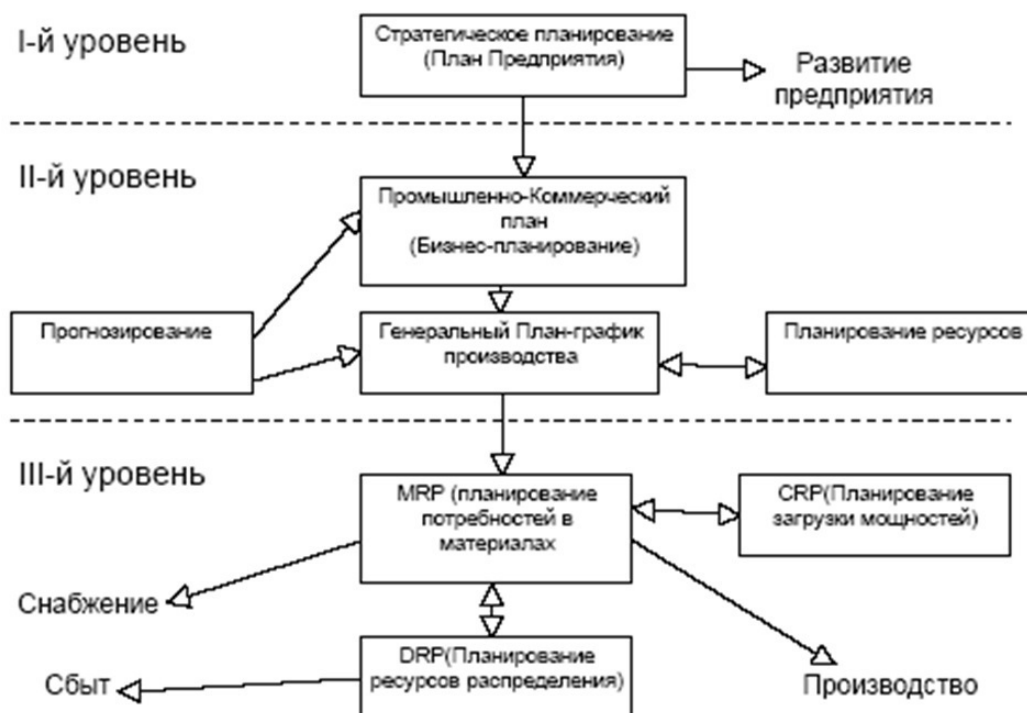 I-й уровень
Стратегическое планирование
(План Предприятия)
Развитие
предприятия
II-й уровень
Промышленно-Коммерческий
план
(Бизнес-планирование)
Прогнозирование
Генеральный План-график
производства
Планирование ресурсов
III-й уровень
MRP (планирование
потребностей в
материалах
CRP(Планирование
загрузки мощностей)
Снабжение
DRP(Планирование
ресурсов распределения)
Сбыт
Производство